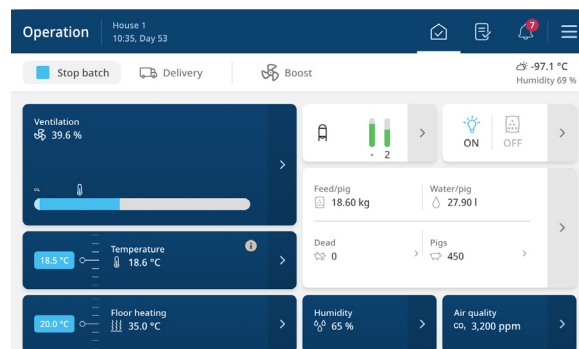 Operation
House 1
10:35, Day 53
7
Stop batch
Delivery
Boost
-97.1 °C
Humidity 69 %
Ventilation
39.6 %
2
ON
OFF
Feed/pig
18.60 kg
Water/pig
27.90 l
Dead
0
Pigs
450
18.5 °C
Temperature
18.6 °C
20.0 °C
Floor heating
35.0 °C
Humidity
65 %
Air quality
CO₂ 3,200 ppm